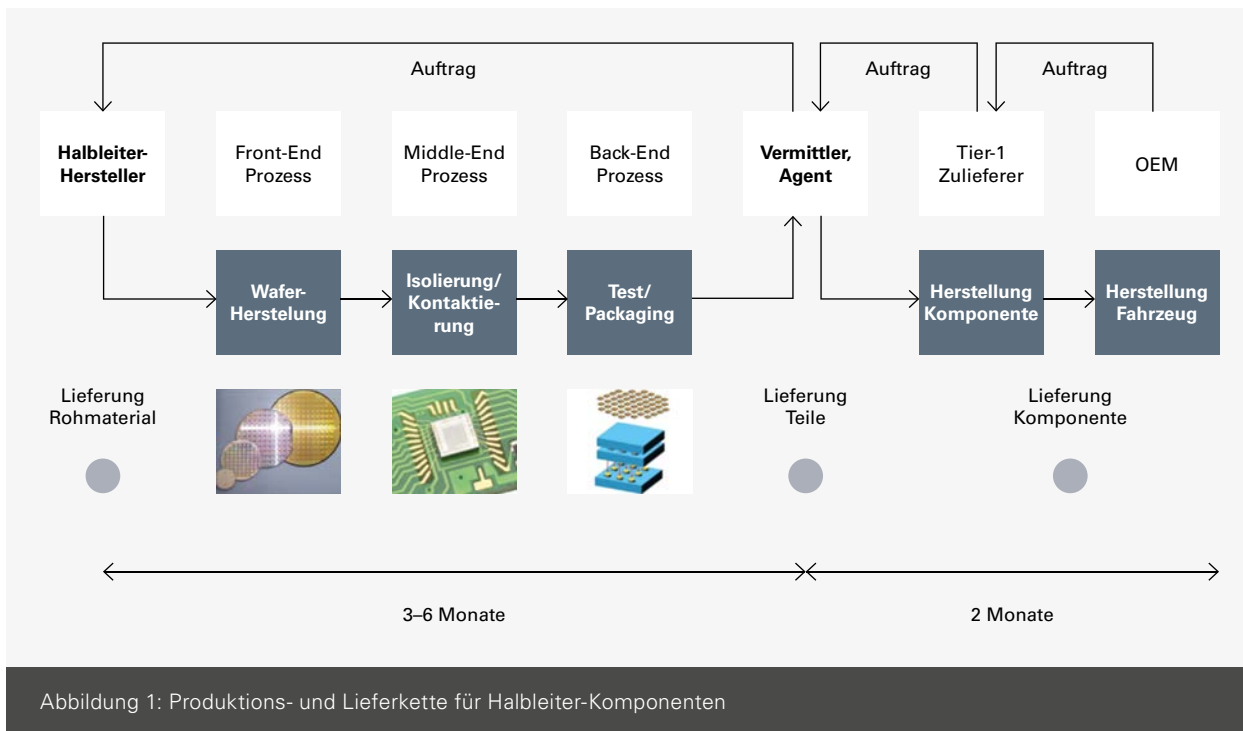 Auftrag
Auftrag
Auftrag
Halbleiter-
Hersteller
Front-End
Prozess
Middle-End
Prozess
Back-End
Prozess
Vermittler,
Agent
Tier-1
Zulieferer
OEM
Wafer-
Herstelung
Isolierung/
Kontaktie-
rung
Test/
Packaging
Herstellung
Komponente
Herstellung
Fahrzeug
Lieferung
Rohmaterial
Lieferung
Teile
Lieferung
Komponente
3–6 Monate
2 Monate
Abbildung 1: Produktions- und Lieferkette für Halbleiter-Komponenten